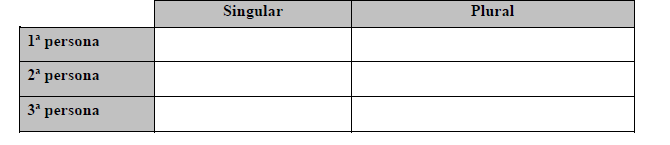 Singular Plural
1ª persona
2ª persona
3ª persona